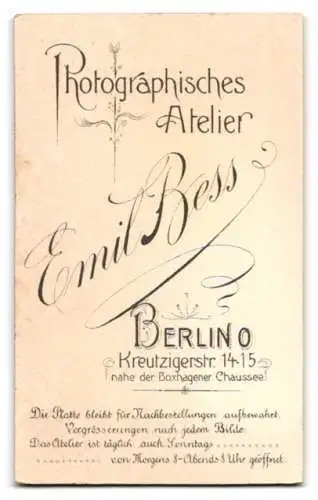 Photographisches
Atelier
Emil Bess
BERLIN O
Kreutzigerstr. 14-15
nahe der Boxhagener Chaussee
Die Platte bleibt für Nachbestellungen aufbewahrt.
Vergrösserungen nach jedem Bilde.
Das Atelier ist täglich auch Sonntags
von Morgens 8-Abends 8 Uhr geöffnet.